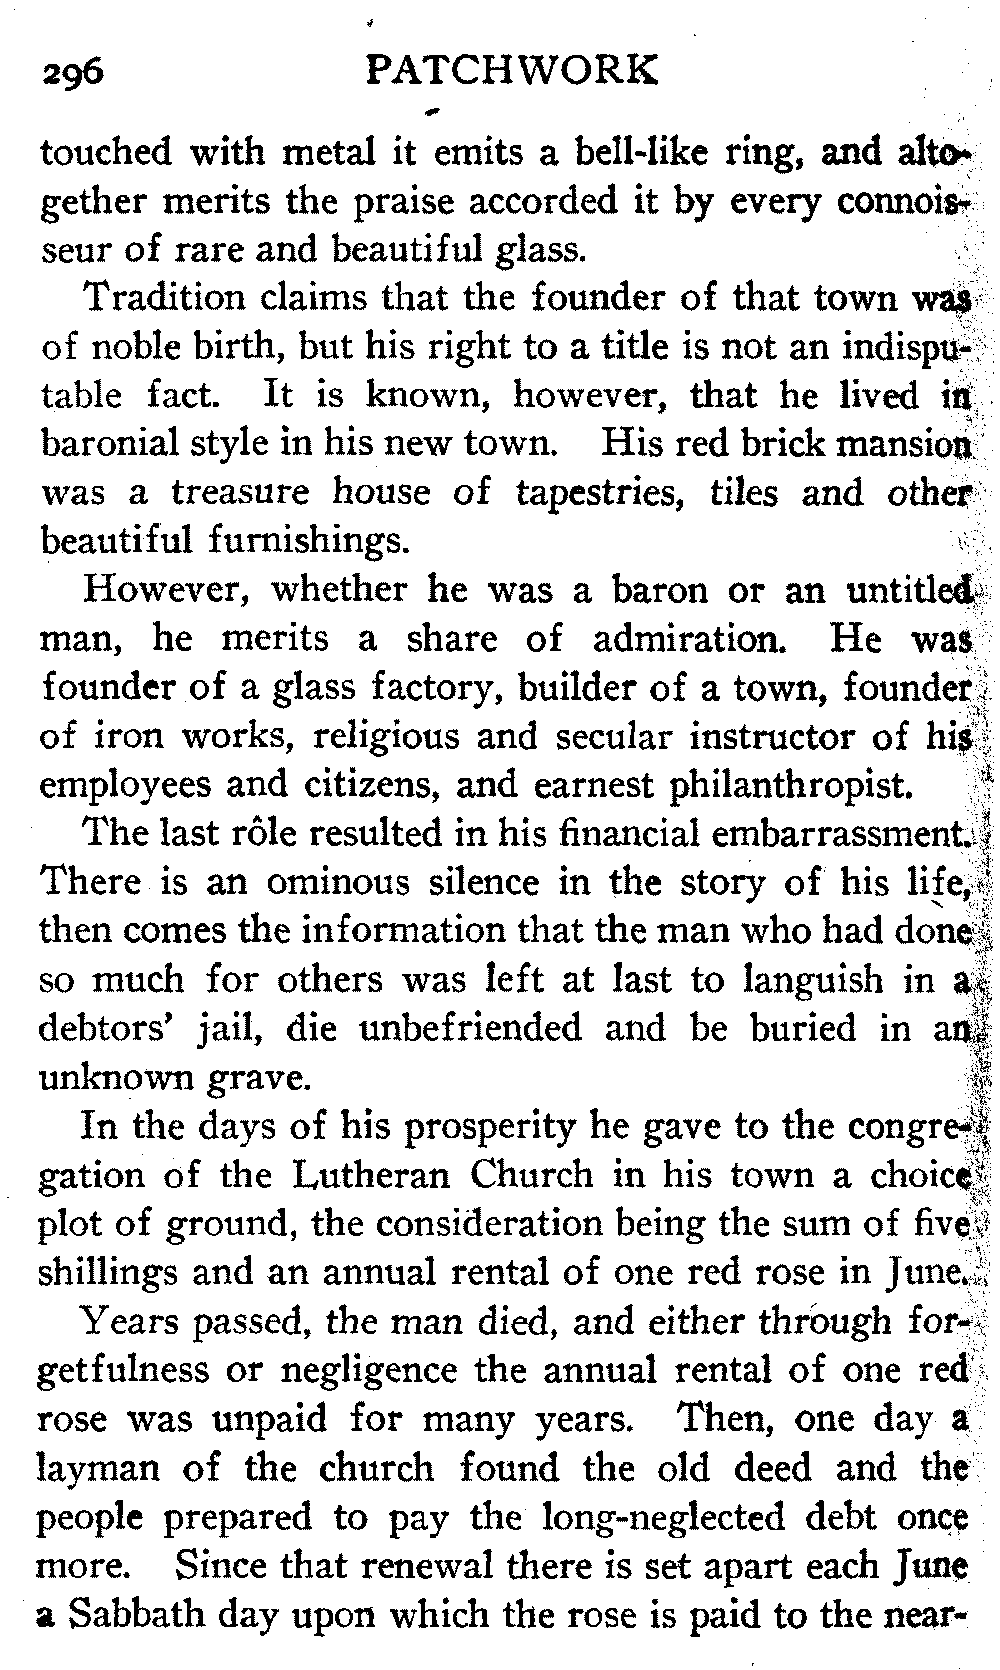 296 PATCHWORK
touched with metal it emits a bell-like ring, and alto-
gether merits the praise accorded it by every connois-
seur of rare and beautiful glass.
Tradition claims that the founder of that town was
of noble birth, but his right to a title is not an indispu-
table fact. It is known, however, that he lived in
baronial style in his new town. His red brick mansion
was a treasure house of tapestries, tiles and other
beautiful furnishings.
However, whether he was a baron or an untitled
man, he merits a share of admiration. He was
founder of a glass factory, builder of a town, founder
of iron works, religious and secular instructor of his
employees and citizens, and earnest philanthropist.
The last rôle resulted in his financial embarrassment.
There is an ominous silence in the story of his life,
then comes the information that the man who had done
so much for others was left at last to languish in a
debtors' jail, die unbefriended and be buried in an
unknown grave.
In the days of his prosperity he gave to the congre-
gation of the Lutheran Church in his town a choice
plot of ground, the consideration being the sum of five
shillings and an annual rental of one red rose in June.
Years passed, the man died, and either through for-
getfulness or negligence the annual rental of one red
rose was unpaid for many years. Then, one day a
layman of the church found the old deed and the
people prepared to pay the long-neglected debt once
more. Since that renewal there is set apart each June
a Sabbath day upon which the rose is paid to the near-